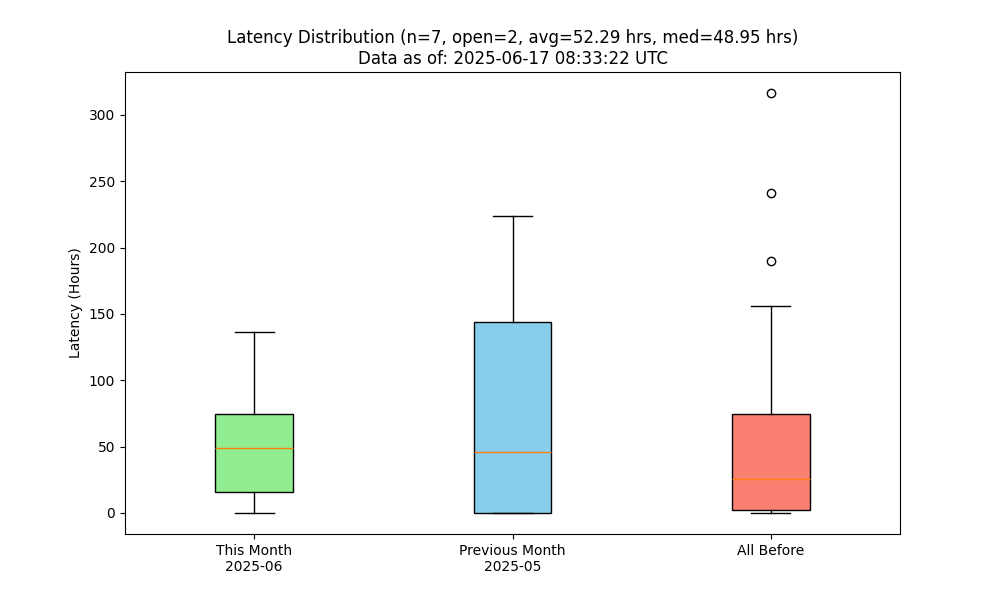 Latency Distribution (n=7, open=2, avg=52.29 hrs, med=48.95 hrs)
Data as of: 2025-06-17 08:33:22 UTC
Latency (Hours)
300
250
200
150
100
50
0
This Month
2025-06
Previous Month
2025-05
All Before